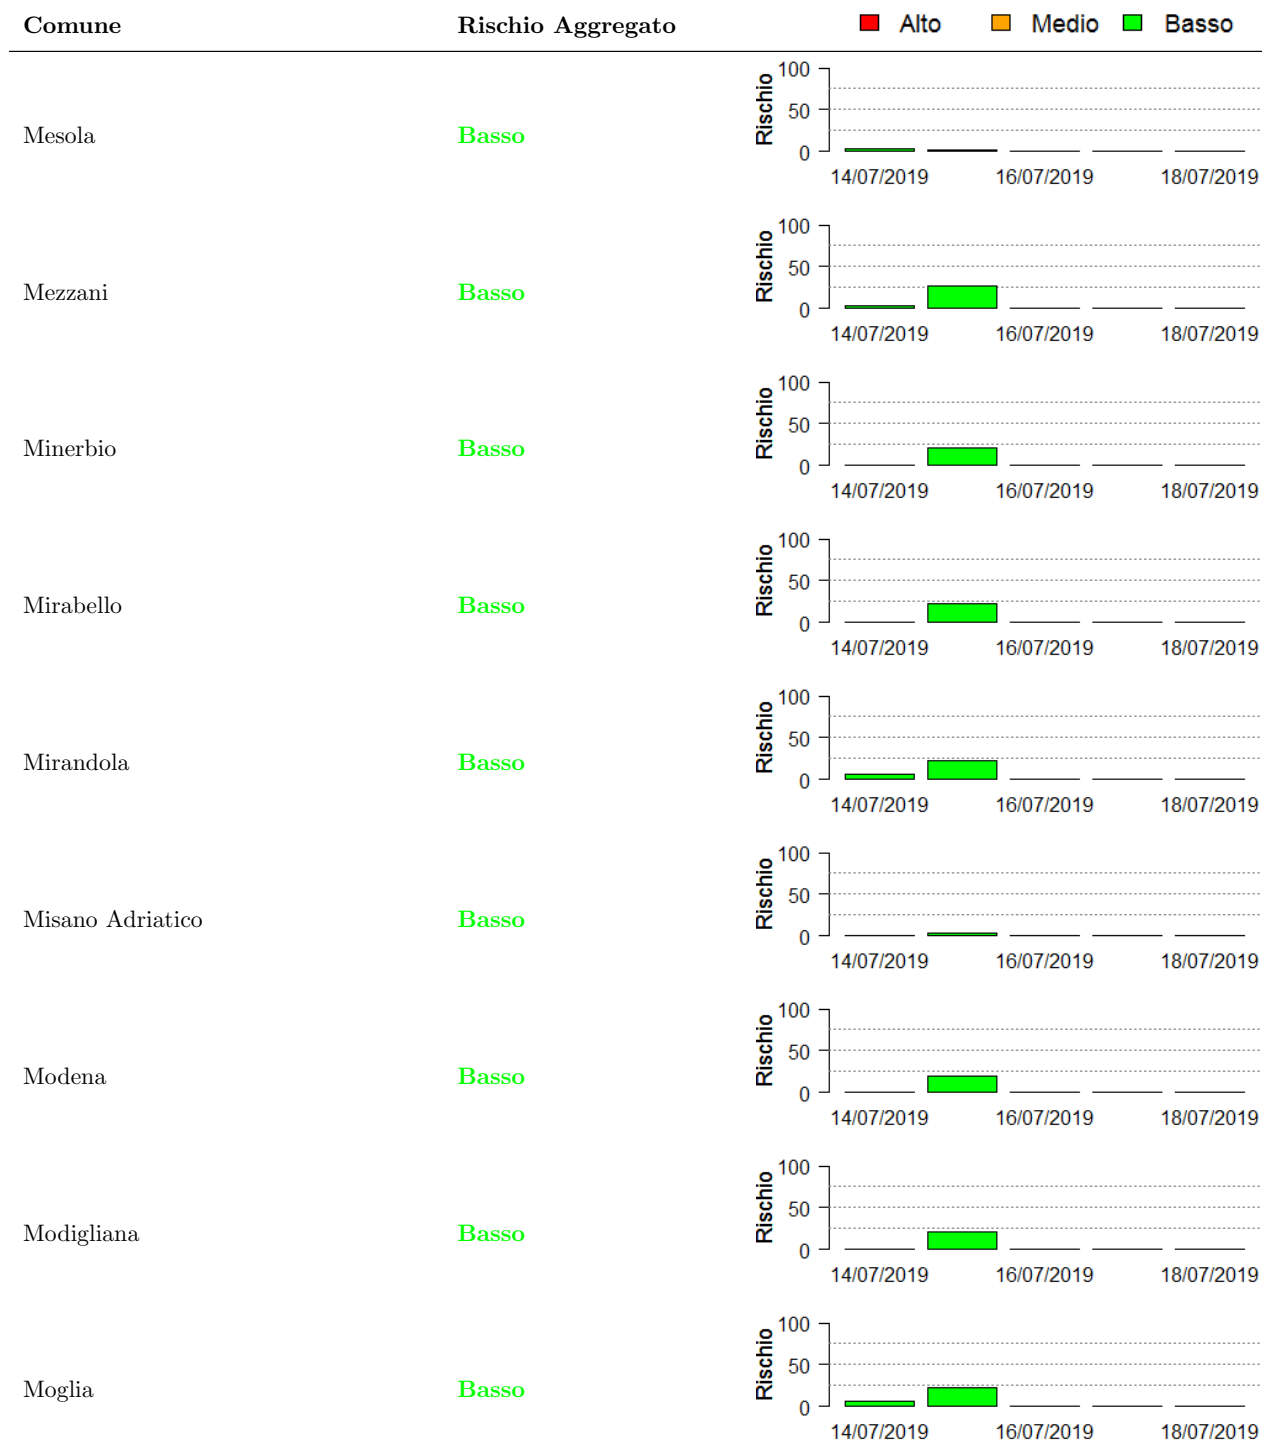 Comune Rischio Aggregato Alto Medio Basso
100
50
0
Rischio
Mesola Basso
14/07/2019 16/07/2019 18/07/2019
100
50
0
Rischio
Mezzani Basso
14/07/2019 16/07/2019 18/07/2019
100
50
0
Rischio
Minerbio Basso
14/07/2019 16/07/2019 18/07/2019
100
50
0
Rischio
Mirabello Basso
14/07/2019 16/07/2019 18/07/2019
100
50
0
Rischio
Mirandola Basso
14/07/2019 16/07/2019 18/07/2019
100
50
0
Rischio
Misano Adriatico Basso
14/07/2019 16/07/2019 18/07/2019
100
50
0
Rischio
Modena Basso
14/07/2019 16/07/2019 18/07/2019
100
50
0
Rischio
Modigliana Basso
14/07/2019 16/07/2019 18/07/2019
100
50
0
Rischio
Moglia Basso
14/07/2019 16/07/2019 18/07/2019